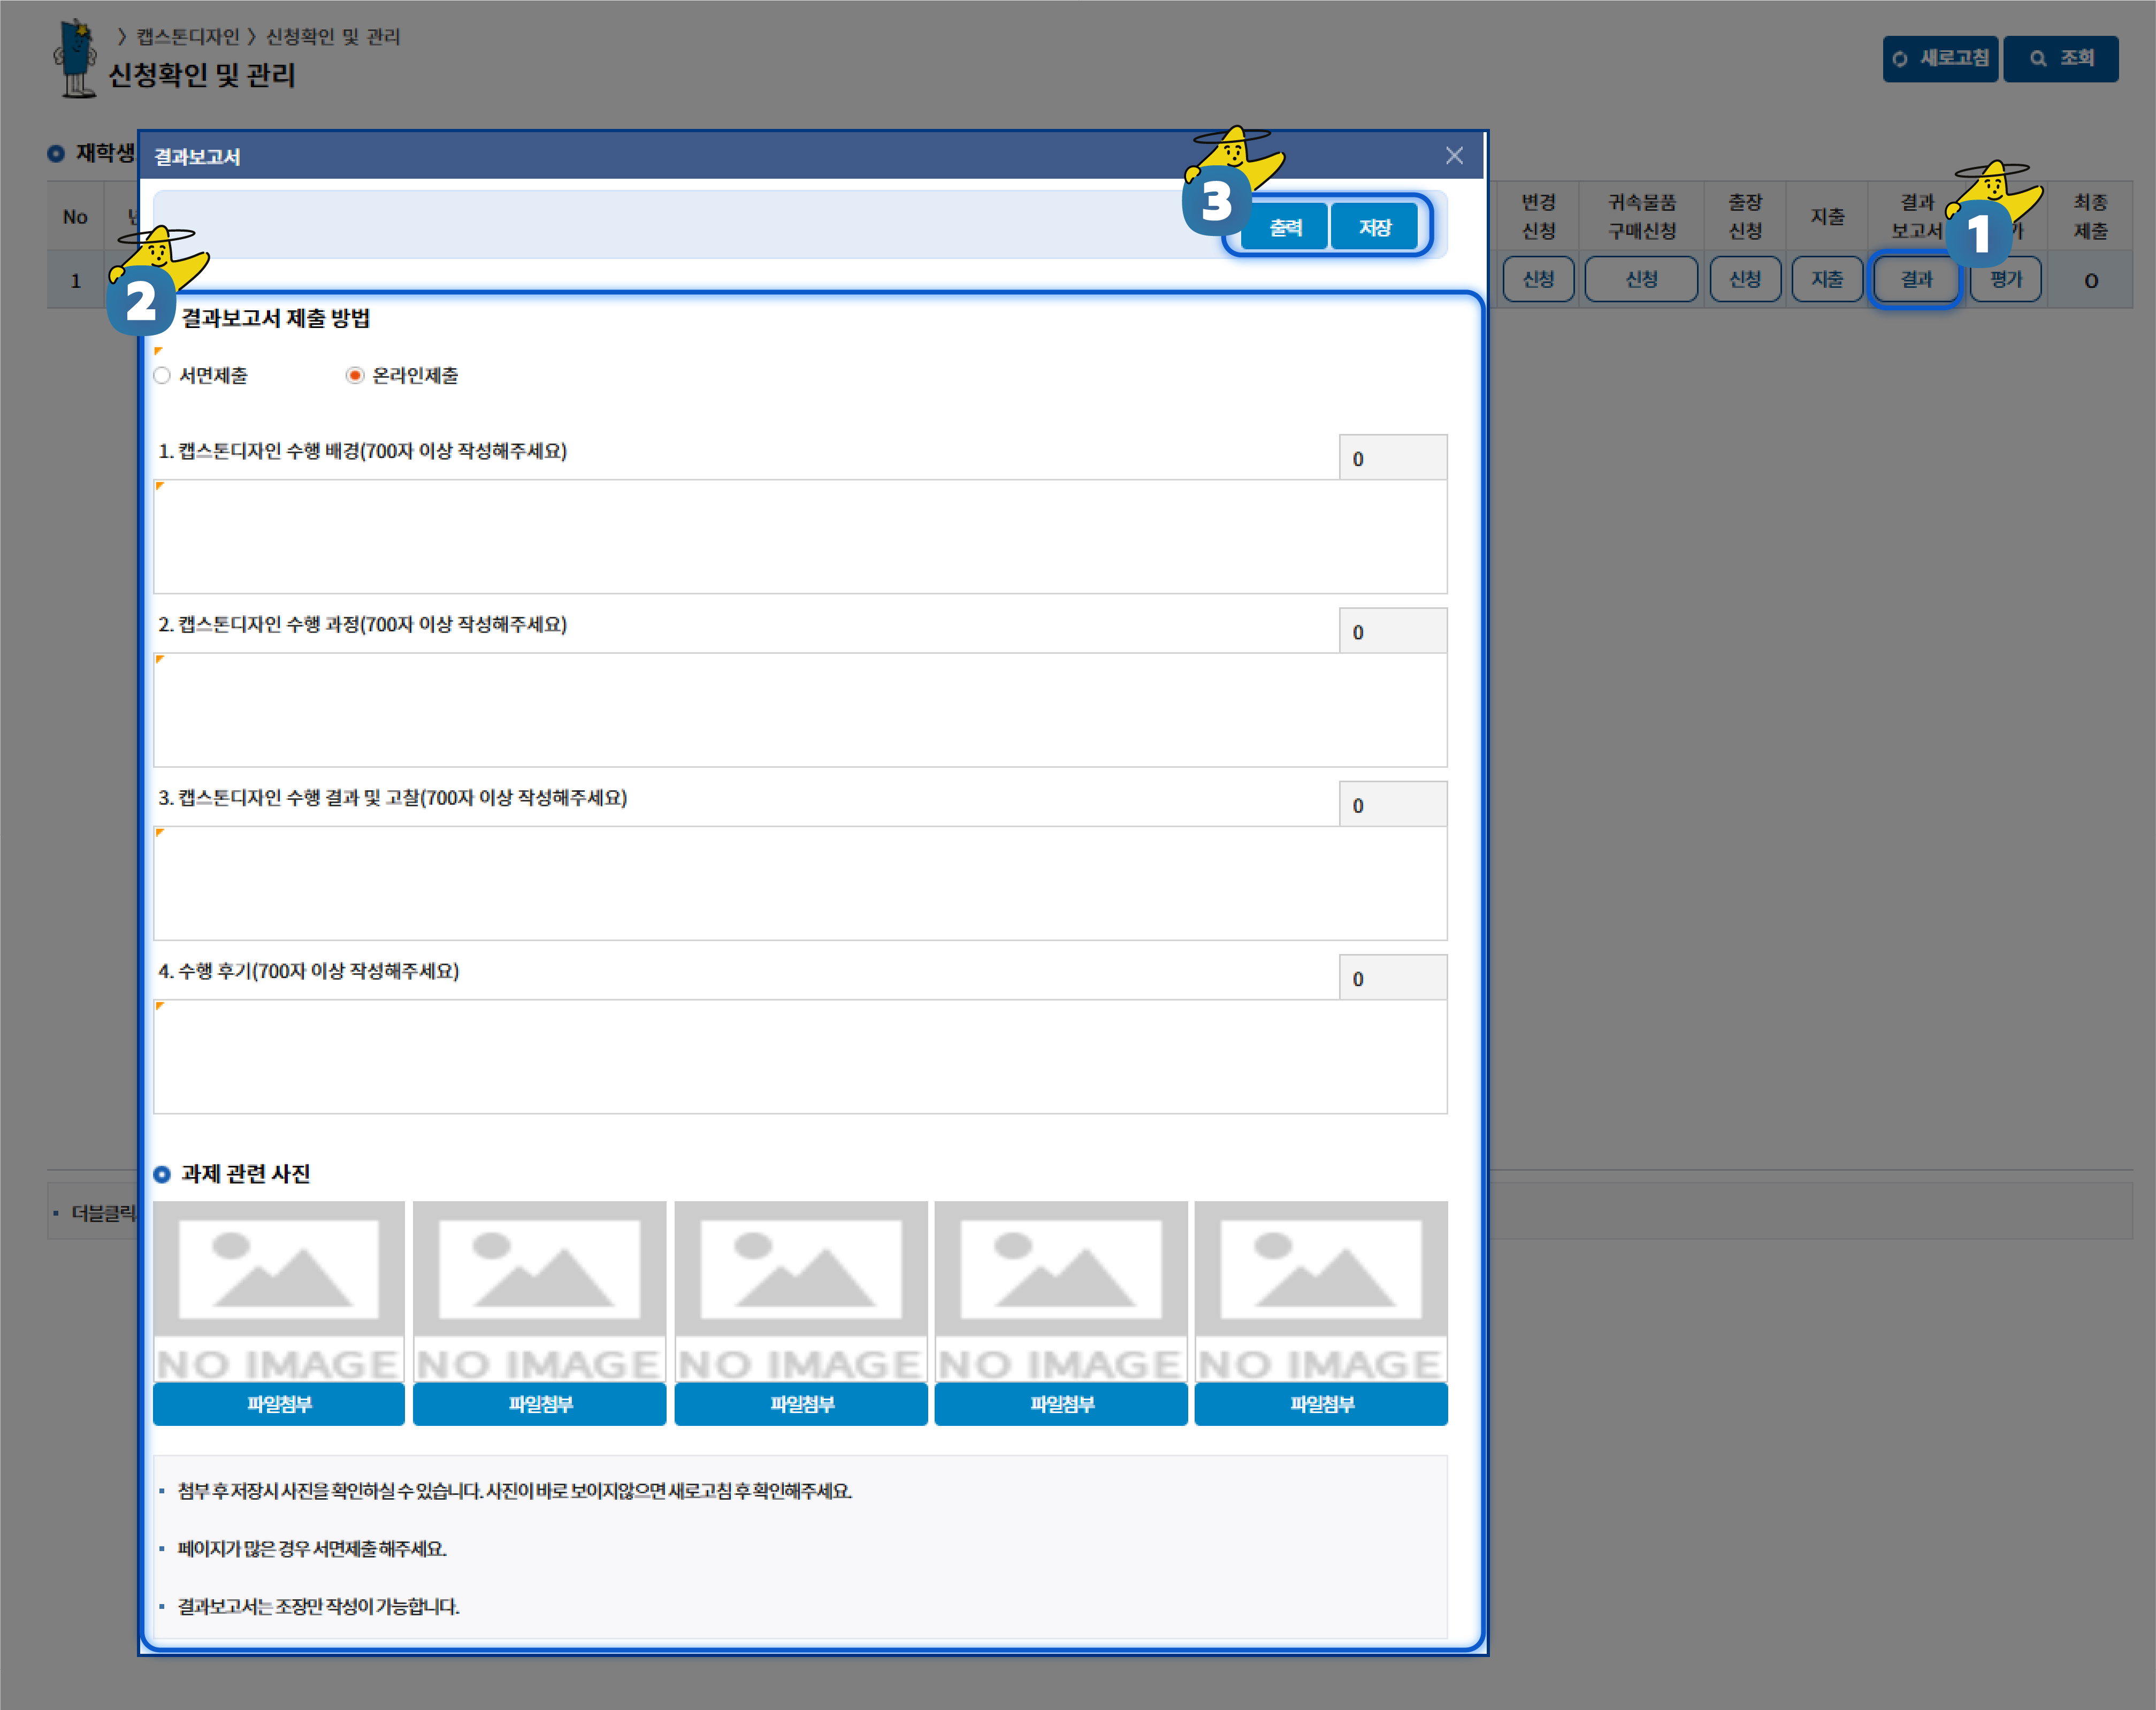 〉 캡스톤디자인 〉 신청확인 및 관리
신청확인 및 관리
새로고침
조회
재학생
결과보고서
3
출력
저장
1
No
변경
신청
귀속물품
구매신청
출장
신청
지출
결과
보고서
최종
제출
1
신청
신청
신청
지출
결과
평가
O
2
결과보고서 제출 방법
서면제출
온라인제출
1. 캡스톤디자인 수행 배경(700자 이상 작성해주세요)
0
2. 캡스톤디자인 수행 과정(700자 이상 작성해주세요)
0
3. 캡스톤디자인 수행 결과 및 고찰(700자 이상 작성해주세요)
0
4. 수행 후기(700자 이상 작성해주세요)
0
과제 관련 사진
더블클릭
NO IMAGE
NO IMAGE
NO IMAGE
NO IMAGE
NO IMAGE
파일첨부
파일첨부
파일첨부
파일첨부
파일첨부
첨부 후 저장시 사진을 확인하실 수 있습니다. 사진이 바로 보이지않으면 새로고침 후 확인해주세요.
페이지가 많은 경우 서면제출 해주세요.
결과보고서는 조장만 작성이 가능합니다.